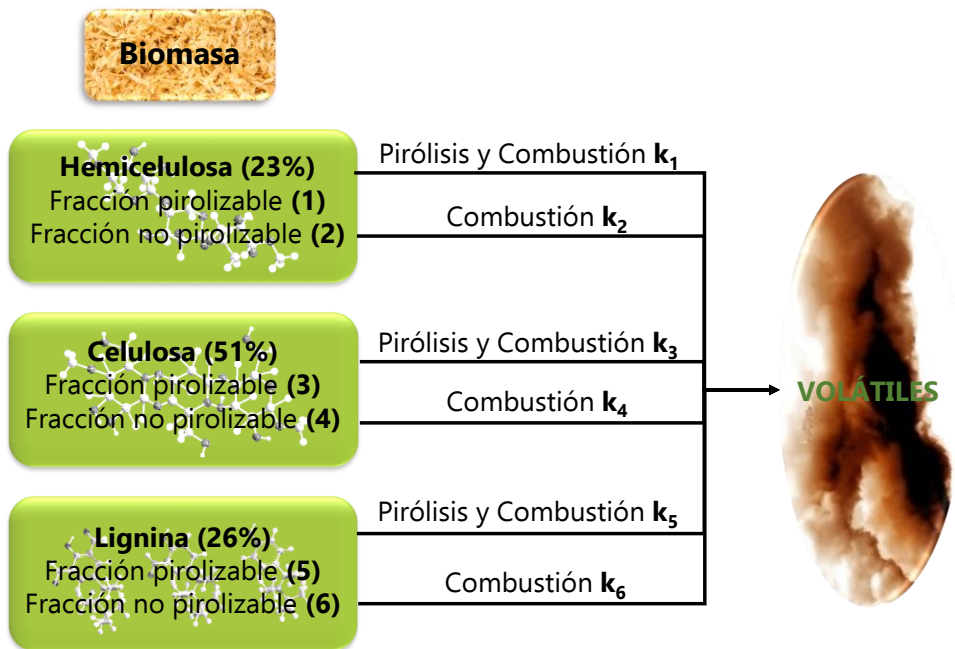 Biomasa
Hemicelulosa (23%)
Fracción pirolizable (1)
Fracción no pirolizable (2)
Pirólisis y Combustión k₁
Combustión k₂
Celulosa (51%)
Fracción pirolizable (3)
Fracción no pirolizable (4)
Pirólisis y Combustión k₃
Combustión k₄
Lignina (26%)
Fracción pirolizable (5)
Fracción no pirolizable (6)
Pirólisis y Combustión k₅
Combustión k₆
VOLÁTILES